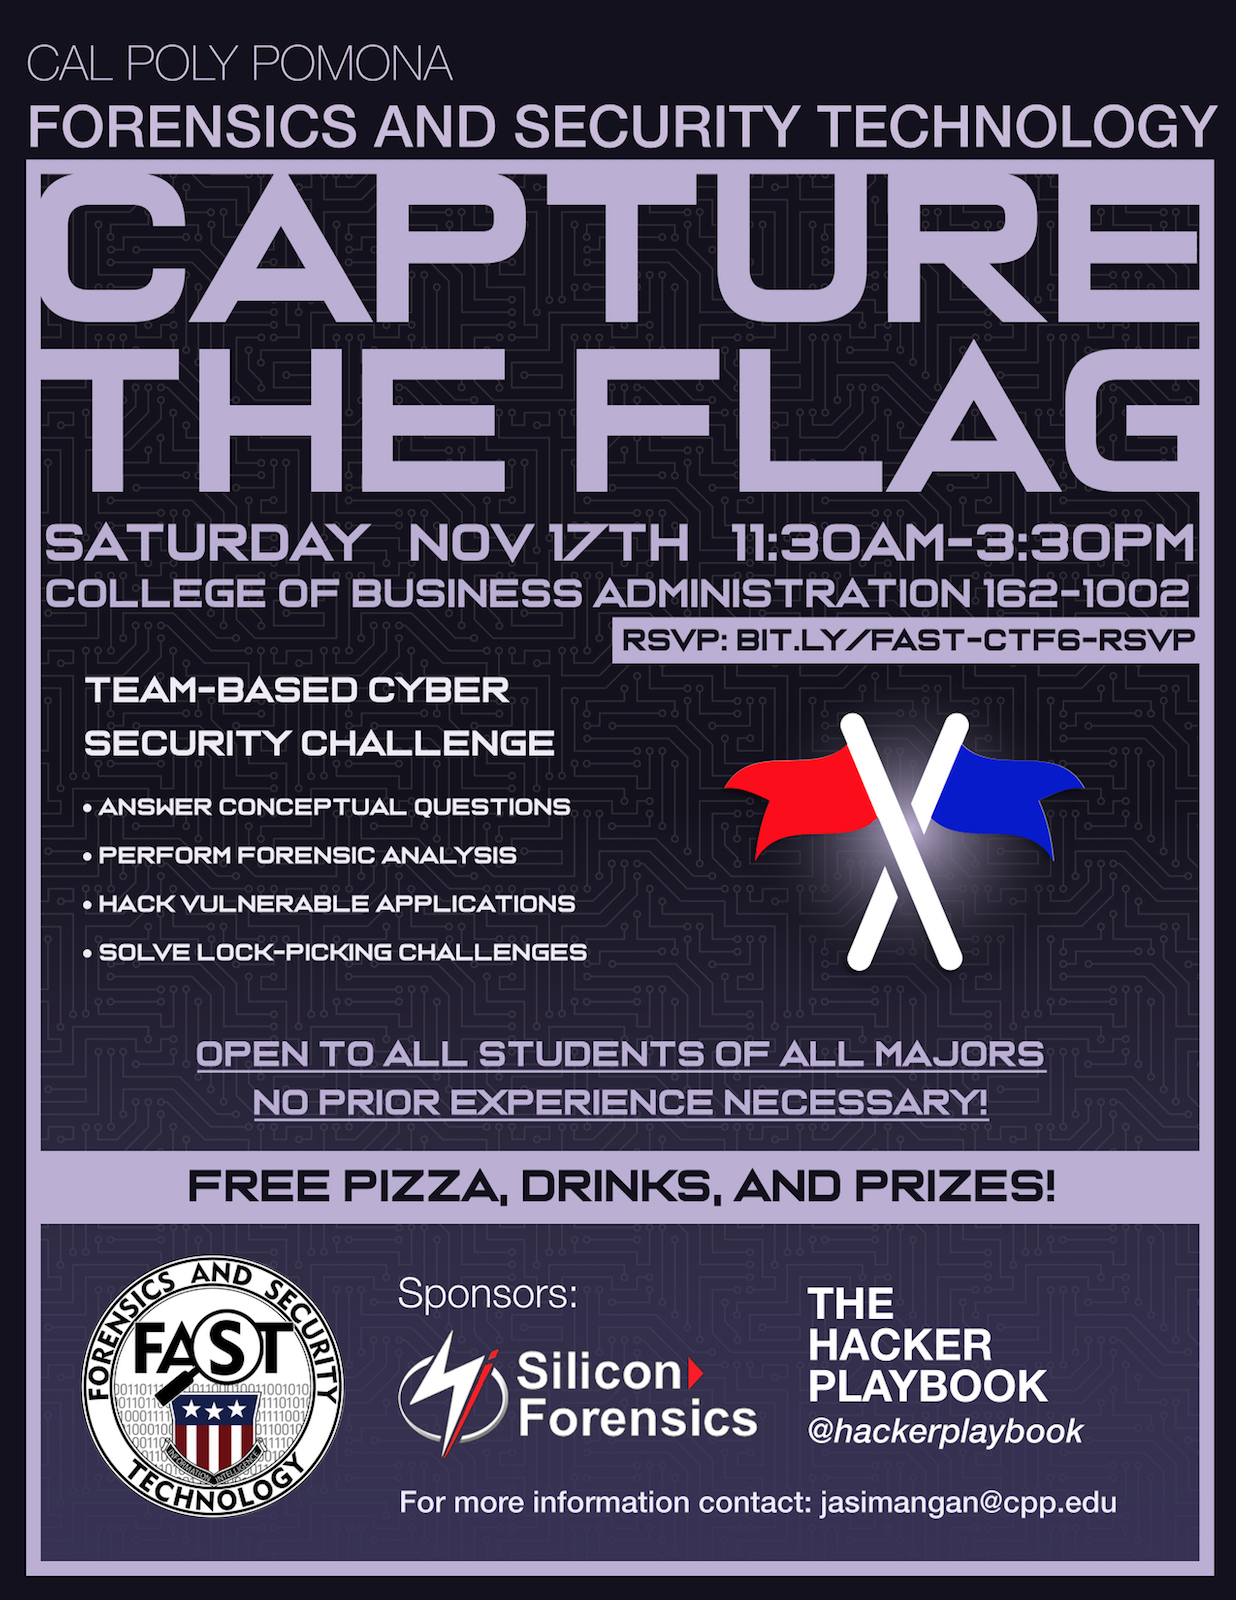 CAL POLY POMONA
FORENSICS AND SECURITY TECHNOLOGY
CAPTURE
THE FLAG
SATURDAY NOV 17TH 11:30AM-3:30PM
COLLEGE OF BUSINESS ADMINISTRATION 162-1002
RSVP: BIT.LY/FAST-CTF6-RSVP
TEAM-BASED CYBER
SECURITY CHALLENGE
• ANSWER CONCEPTUAL QUESTIONS
• PERFORM FORENSIC ANALYSIS
• HACK VULNERABLE APPLICATIONS
• SOLVE LOCK-PICKING CHALLENGES
OPEN TO ALL STUDENTS OF ALL MAJORS
NO PRIOR EXPERIENCE NECESSARY!
FREE PIZZA, DRINKS, AND PRIZES!
FORENSICS AND SECURITY
FAST
INFORMATION INTELLIGENCE
TECHNOLOGY
Sponsors:
Silicon
Forensics
THE
HACKER
PLAYBOOK
@hackerplaybook
For more information contact: jasimangan@cpp.edu